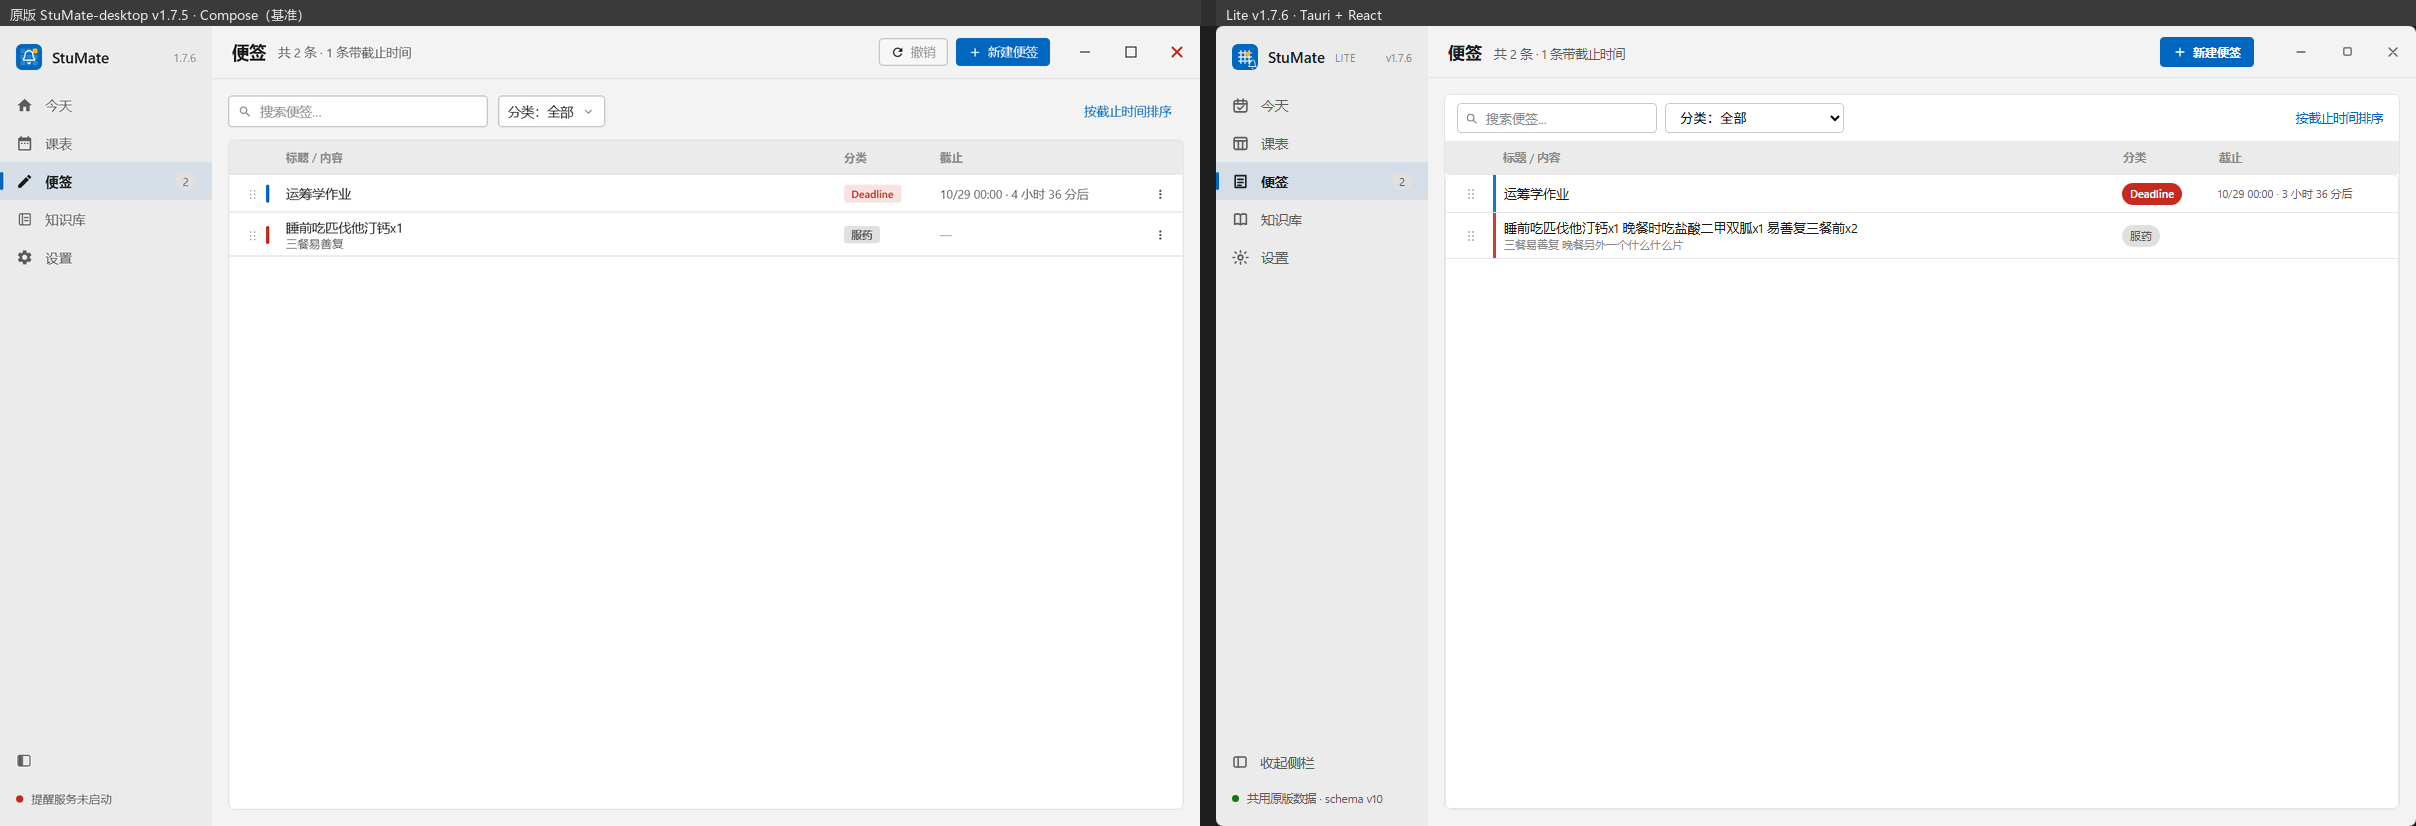 原版 StuMate-desktop v1.7.5 · Compose（基准）
StuMate 1.7.6
今天
课表
便签 2
知识库
设置
提醒服务未启动
便签 共 2 条 · 1 条带截止时间 撤销 新建便签
搜索便签... 分类：全部 按截止时间排序
标题 / 内容 分类 截止
运筹学作业 Deadline 10/29 00:00 · 4 小时 36 分后
睡前吃匹伐他汀钙x1 服药 —
三餐易善复
Lite v1.7.6 · Tauri + React
StuMate LITE v1.7.6
今天
课表
便签 2
知识库
设置
收起侧栏
共用原版数据 · schema v10
便签 共 2 条 · 1 条带截止时间 新建便签
搜索便签... 分类：全部 按截止时间排序
标题 / 内容 分类 截止
运筹学作业 Deadline 10/29 00:00 · 3 小时 36 分后
睡前吃匹伐他汀钙x1 晚餐时吃盐酸二甲双胍x1 易善复三餐前x2 服药
三餐易善复 晚餐另外一个什么什么片